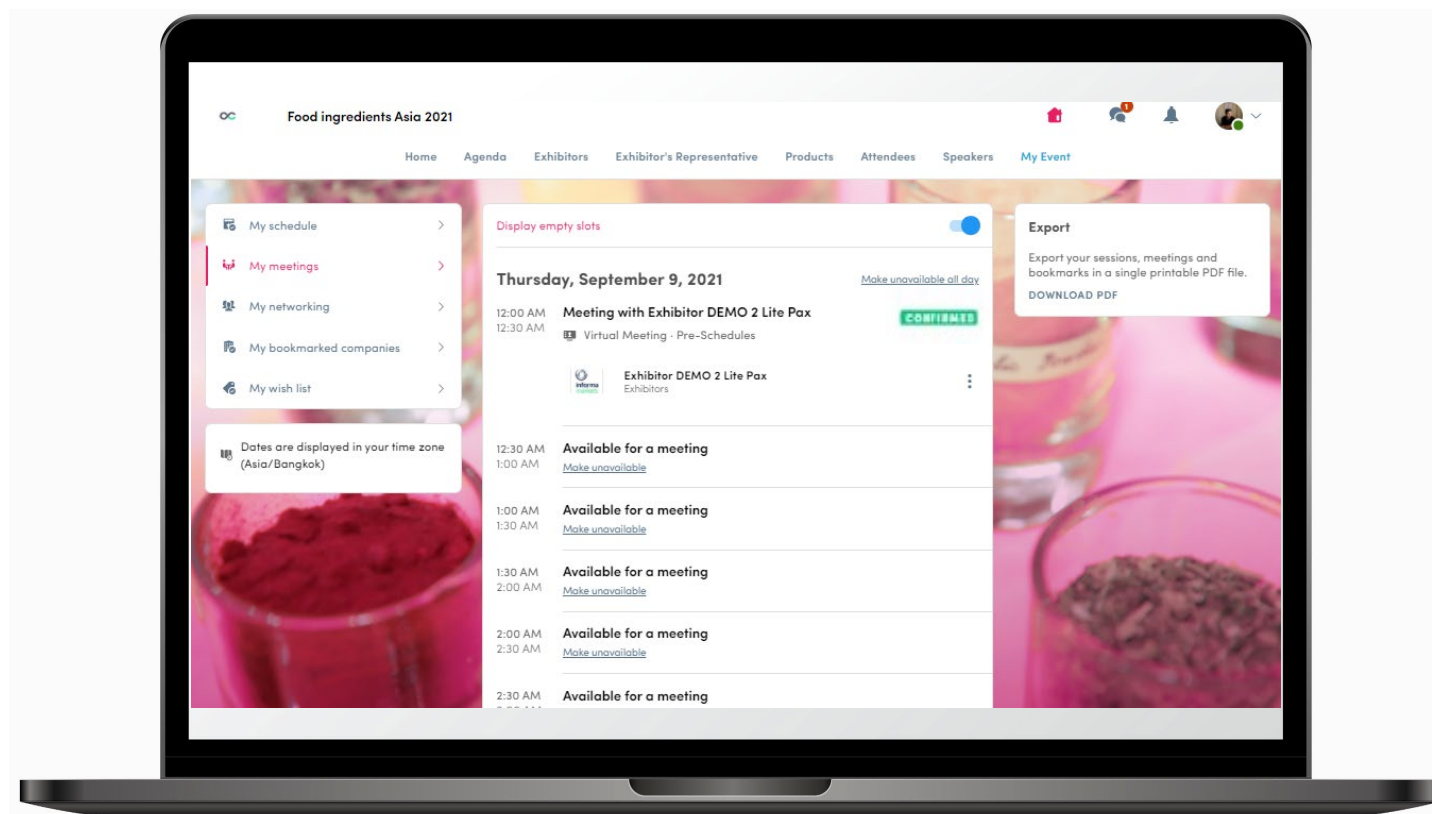 Food ingredients Asia 2021
1
Home Agenda Exhibitors Exhibitor's Representative Products Attendees Speakers My Event
My schedule
My meetings
My networking
My bookmarked companies
My wish list
Dates are displayed in your time zone
(Asia/Bangkok)
Display empty slots
Thursday, September 9, 2021 Make unavailable all day
12:00 AM Meeting with Exhibitor DEMO 2 Lite Pax CONFIRMED
12:30 AM
Virtual Meeting · Pre-Schedules
informa
markets
Exhibitor DEMO 2 Lite Pax
Exhibitors
12:30 AM Available for a meeting
1:00 AM Make unavailable
1:00 AM Available for a meeting
1:30 AM Make unavailable
1:30 AM Available for a meeting
2:00 AM Make unavailable
2:00 AM Available for a meeting
2:30 AM Make unavailable
2:30 AM Available for a meeting
Export
Export your sessions, meetings and
bookmarks in a single printable PDF file.
DOWNLOAD PDF